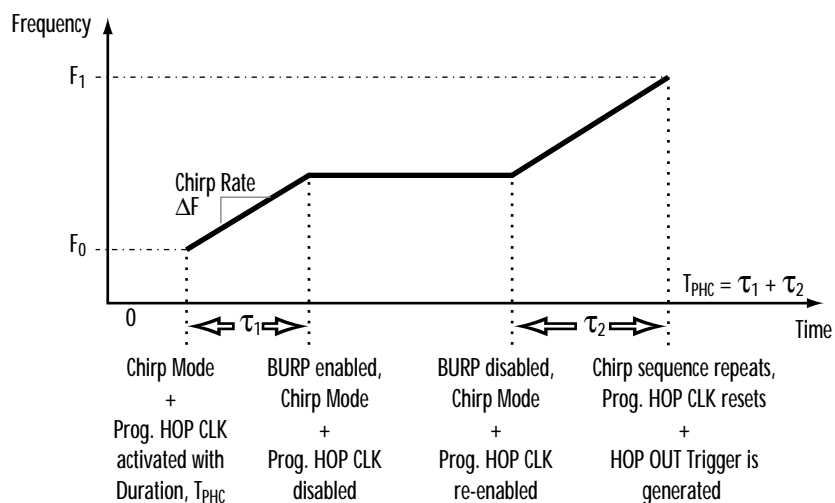 Frequency
F₁
Chirp Rate
ΔF
F₀
T_PHC = τ₁ + τ₂
0
τ₁
τ₂
Time
Chirp Mode
+
Prog. HOP CLK
activated with
Duration, T_PHC
BURP enabled,
Chirp Mode
+
Prog. HOP CLK
disabled
BURP disabled,
Chirp Mode
+
Prog. HOP CLK
re-enabled
Chirp sequence repeats,
Prog. HOP CLK resets
+
HOP OUT Trigger is
generated